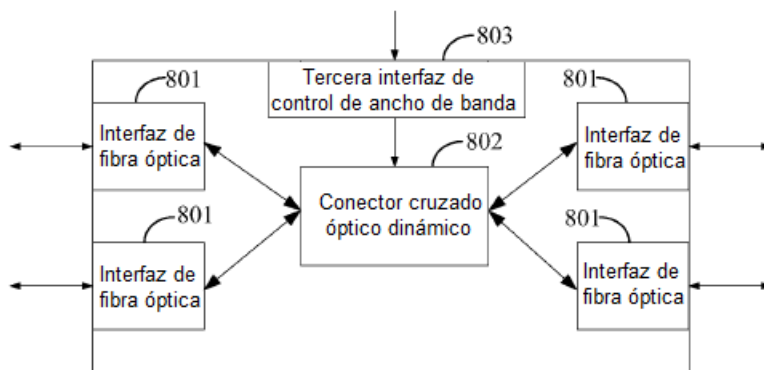 803
Tercera interfaz de
control de ancho de banda
801
Interfaz de
fibra óptica
801
Interfaz de
fibra óptica
802
Conector cruzado
óptico dinámico
801
Interfaz de
fibra óptica
801
Interfaz de
fibra óptica